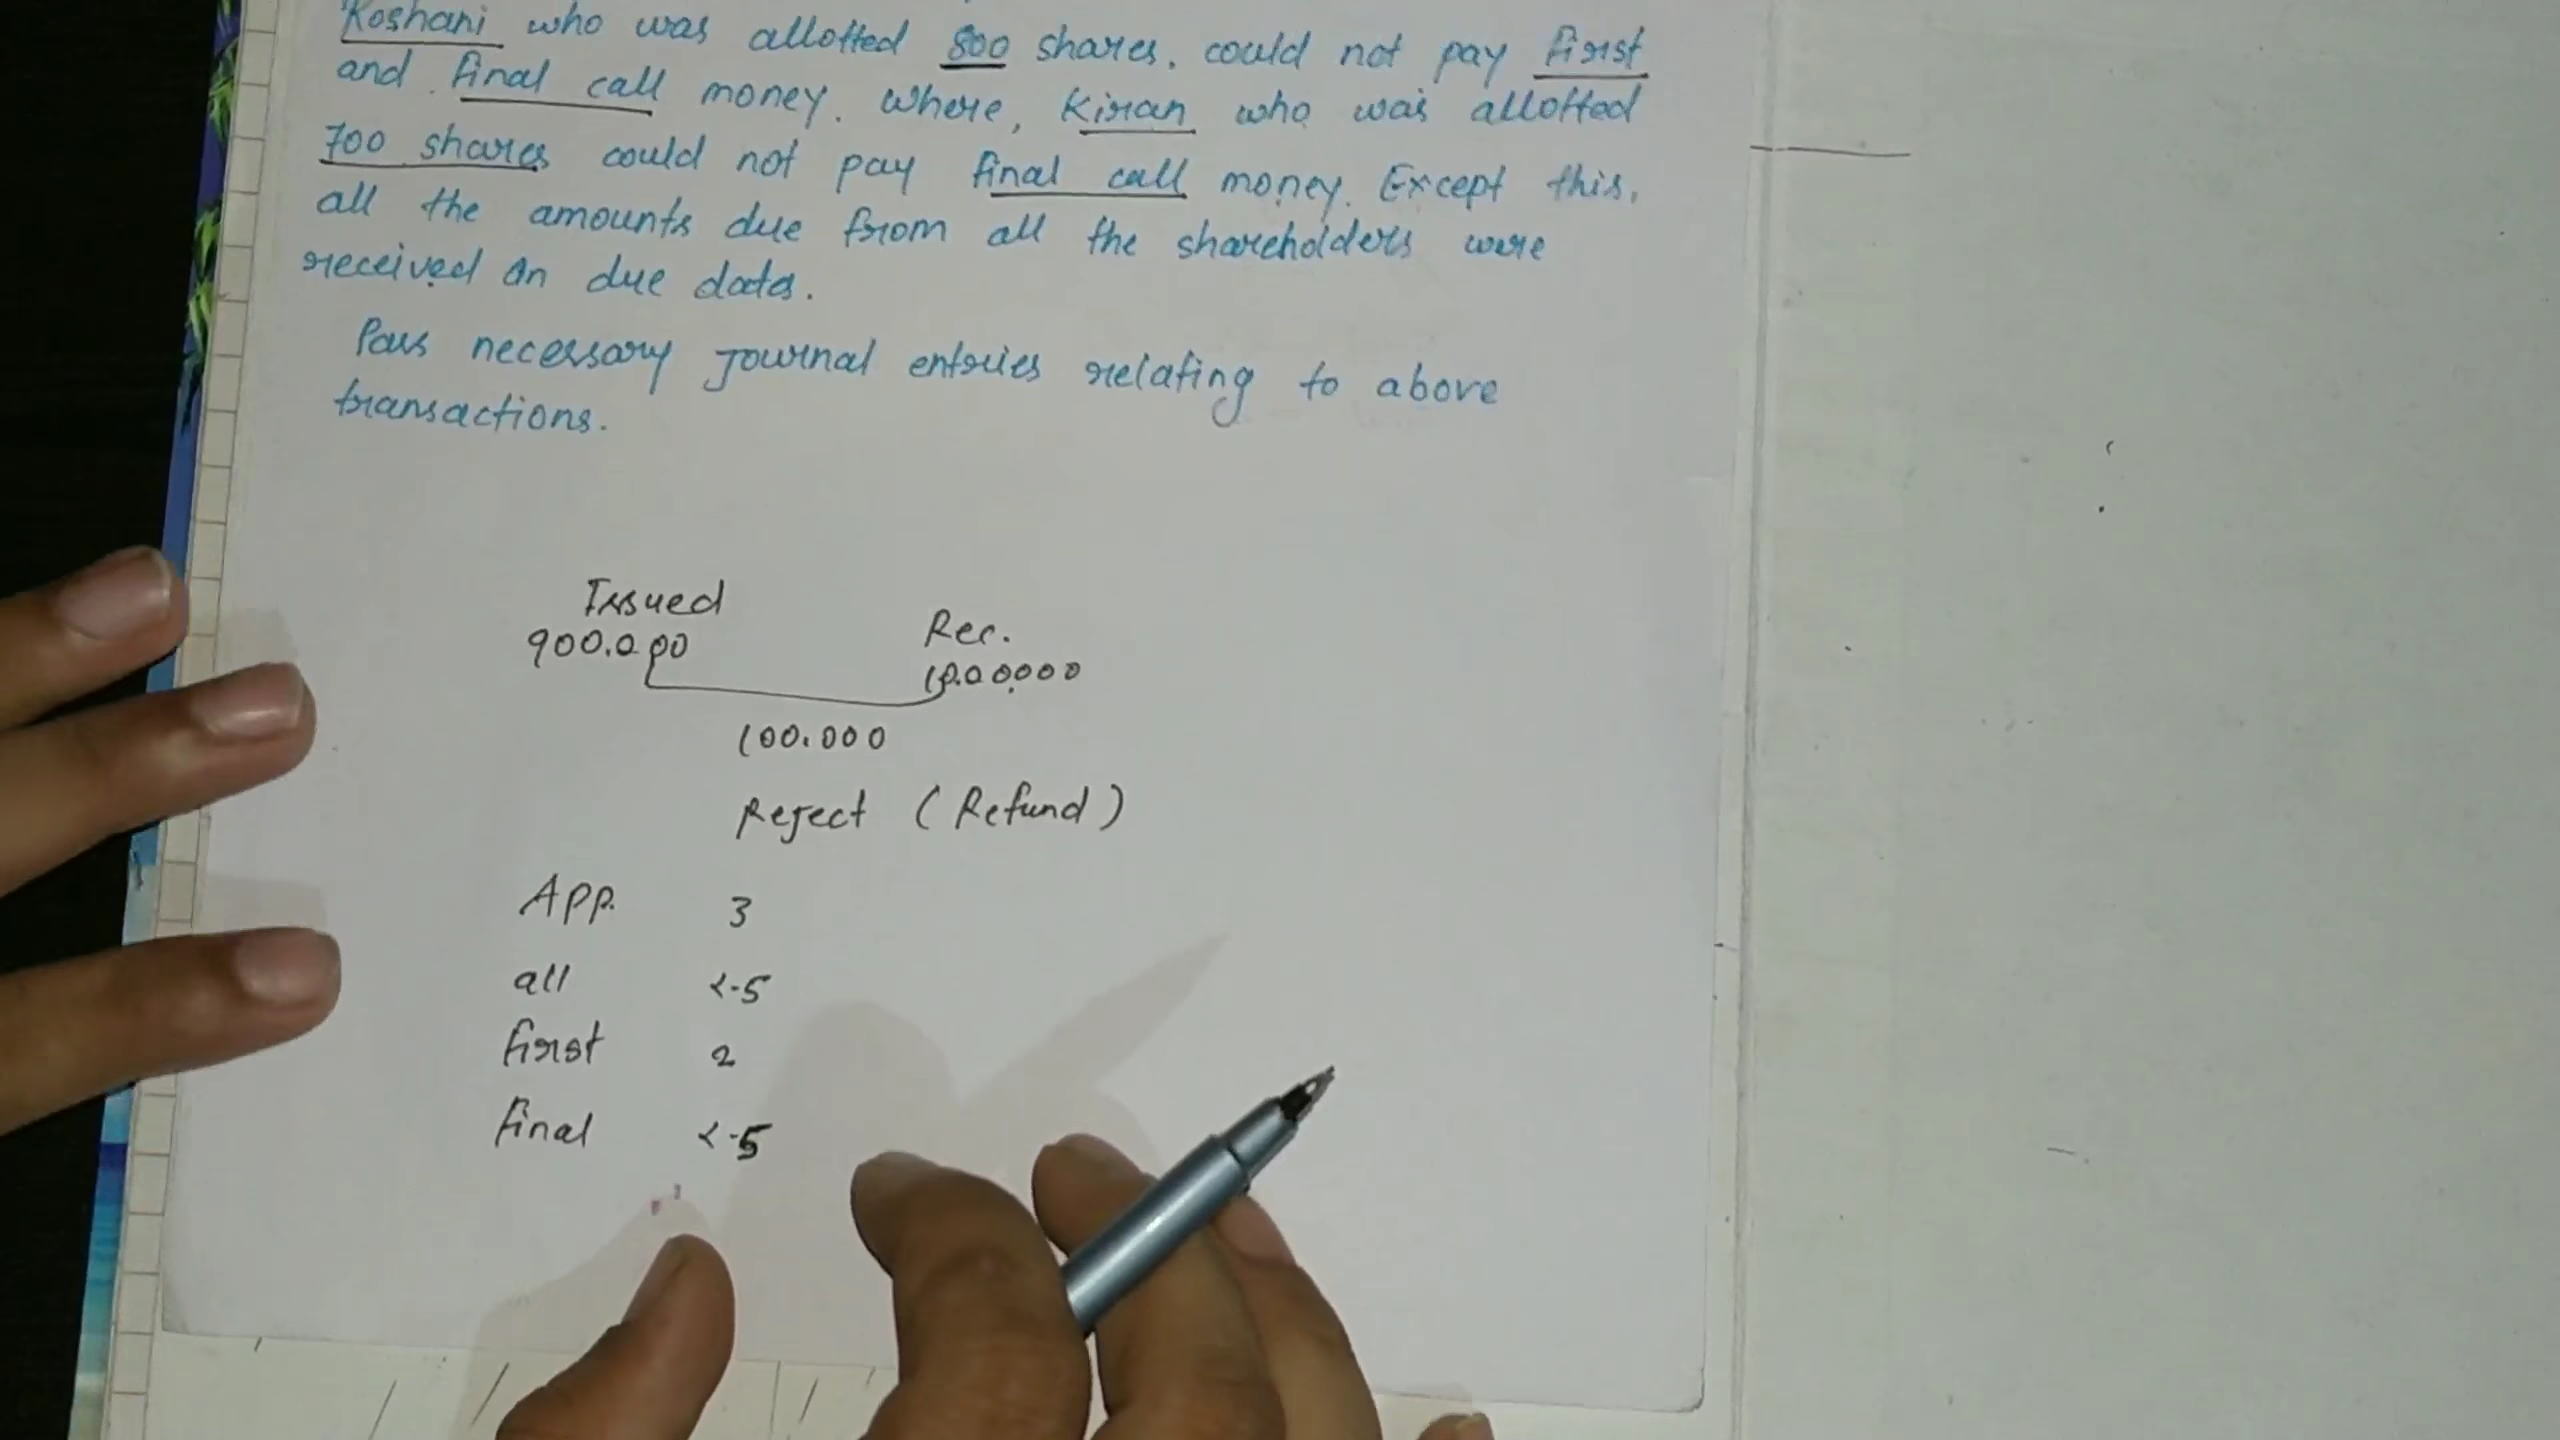 Roshani who was allotted 800 shares, could not pay first
and final call money. Where, Kiran who was allotted
700 shares could not pay final call money. Except this,
all the amounts due from all the shareholders were
received on due dates.
Pass necessary Journal entries relating to above
transactions.
Issued Rec.
900.000 10.00.000
100.000
Reject (Refund)
App. 3
all 2.5
first 2
final 2.5